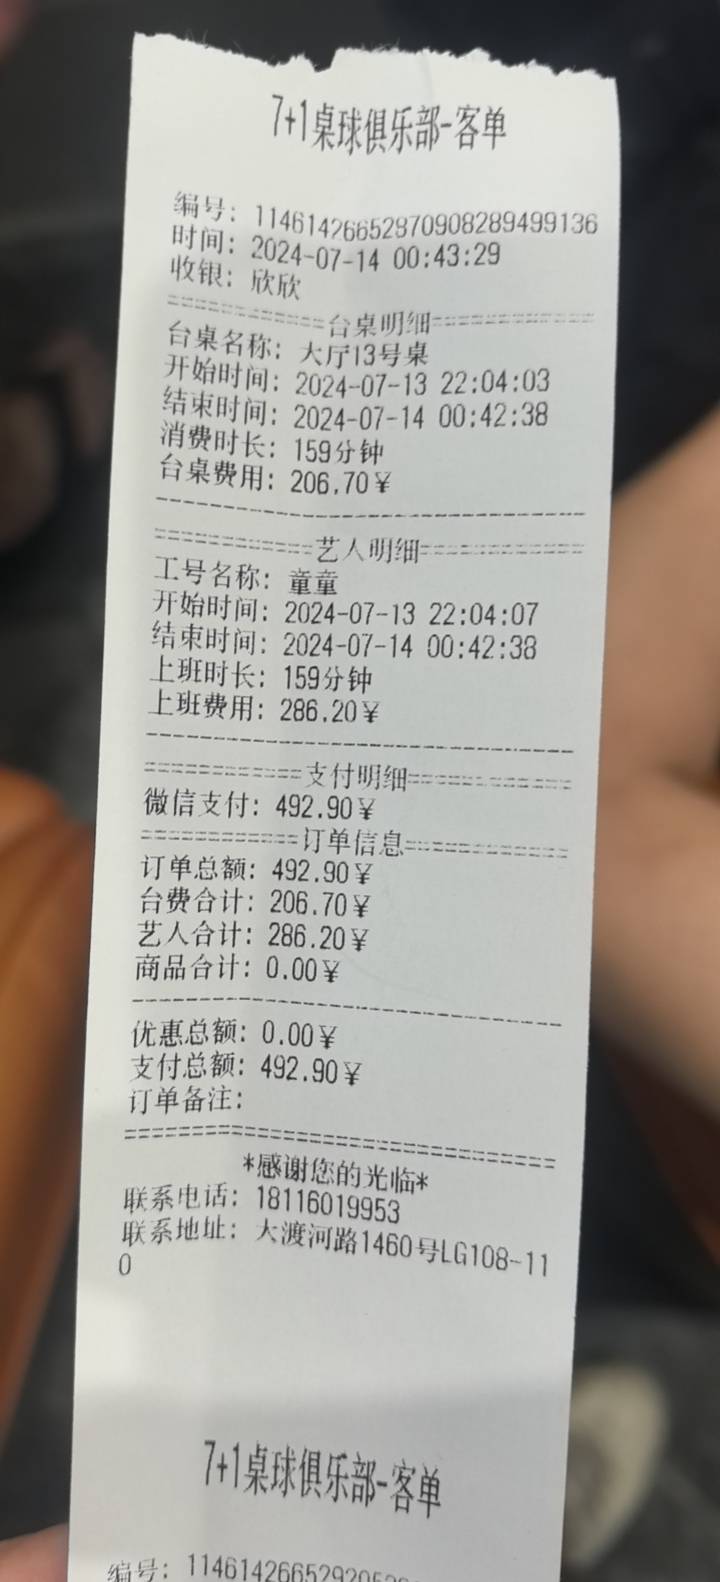 7+1桌球俱乐部-客单
编号: 1146142665287090828949​9136
时间: 2024-07-14 00:43:29
收银: 欣欣
============台桌明细============
台桌名称: 大厅13号桌
开始时间: 2024-07-13 22:04:03
结束时间: 2024-07-14 00:42:38
消费时长: 159分钟
台桌费用: 206.70¥
--------------------------------
============艺人明细============
工号名称: 童童
开始时间: 2024-07-13 22:04:07
结束时间: 2024-07-14 00:42:38
上班时长: 159分钟
上班费用: 286.20¥
--------------------------------
============支付明细============
微信支付: 492.90¥
============订单信息============
订单总额: 492.90¥
台费合计: 206.70¥
艺人合计: 286.20¥
商品合计: 0.00¥
--------------------------------
优惠总额: 0.00¥
支付总额: 492.90¥
订单备注:
================================
*感谢您的光临*
联系电话: 18116019953
联系地址: 大渡河路1460号LG108-11
0
7+1桌球俱乐部-客单
编号: